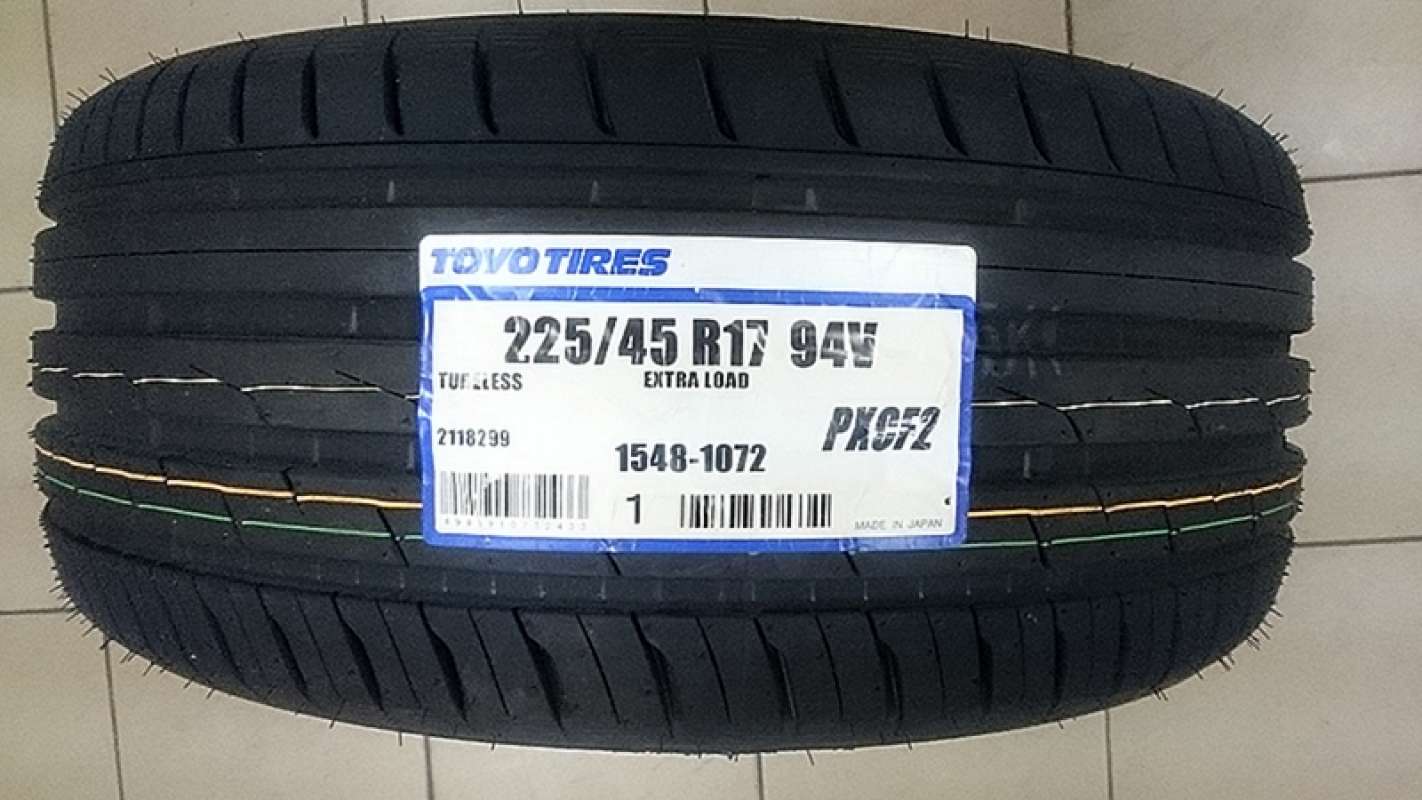 TOYO TIRES
225/45 R17 94V
TUBELESS EXTRA LOAD
PXCF2
2118299
1548-1072
1
MADE IN JAPAN